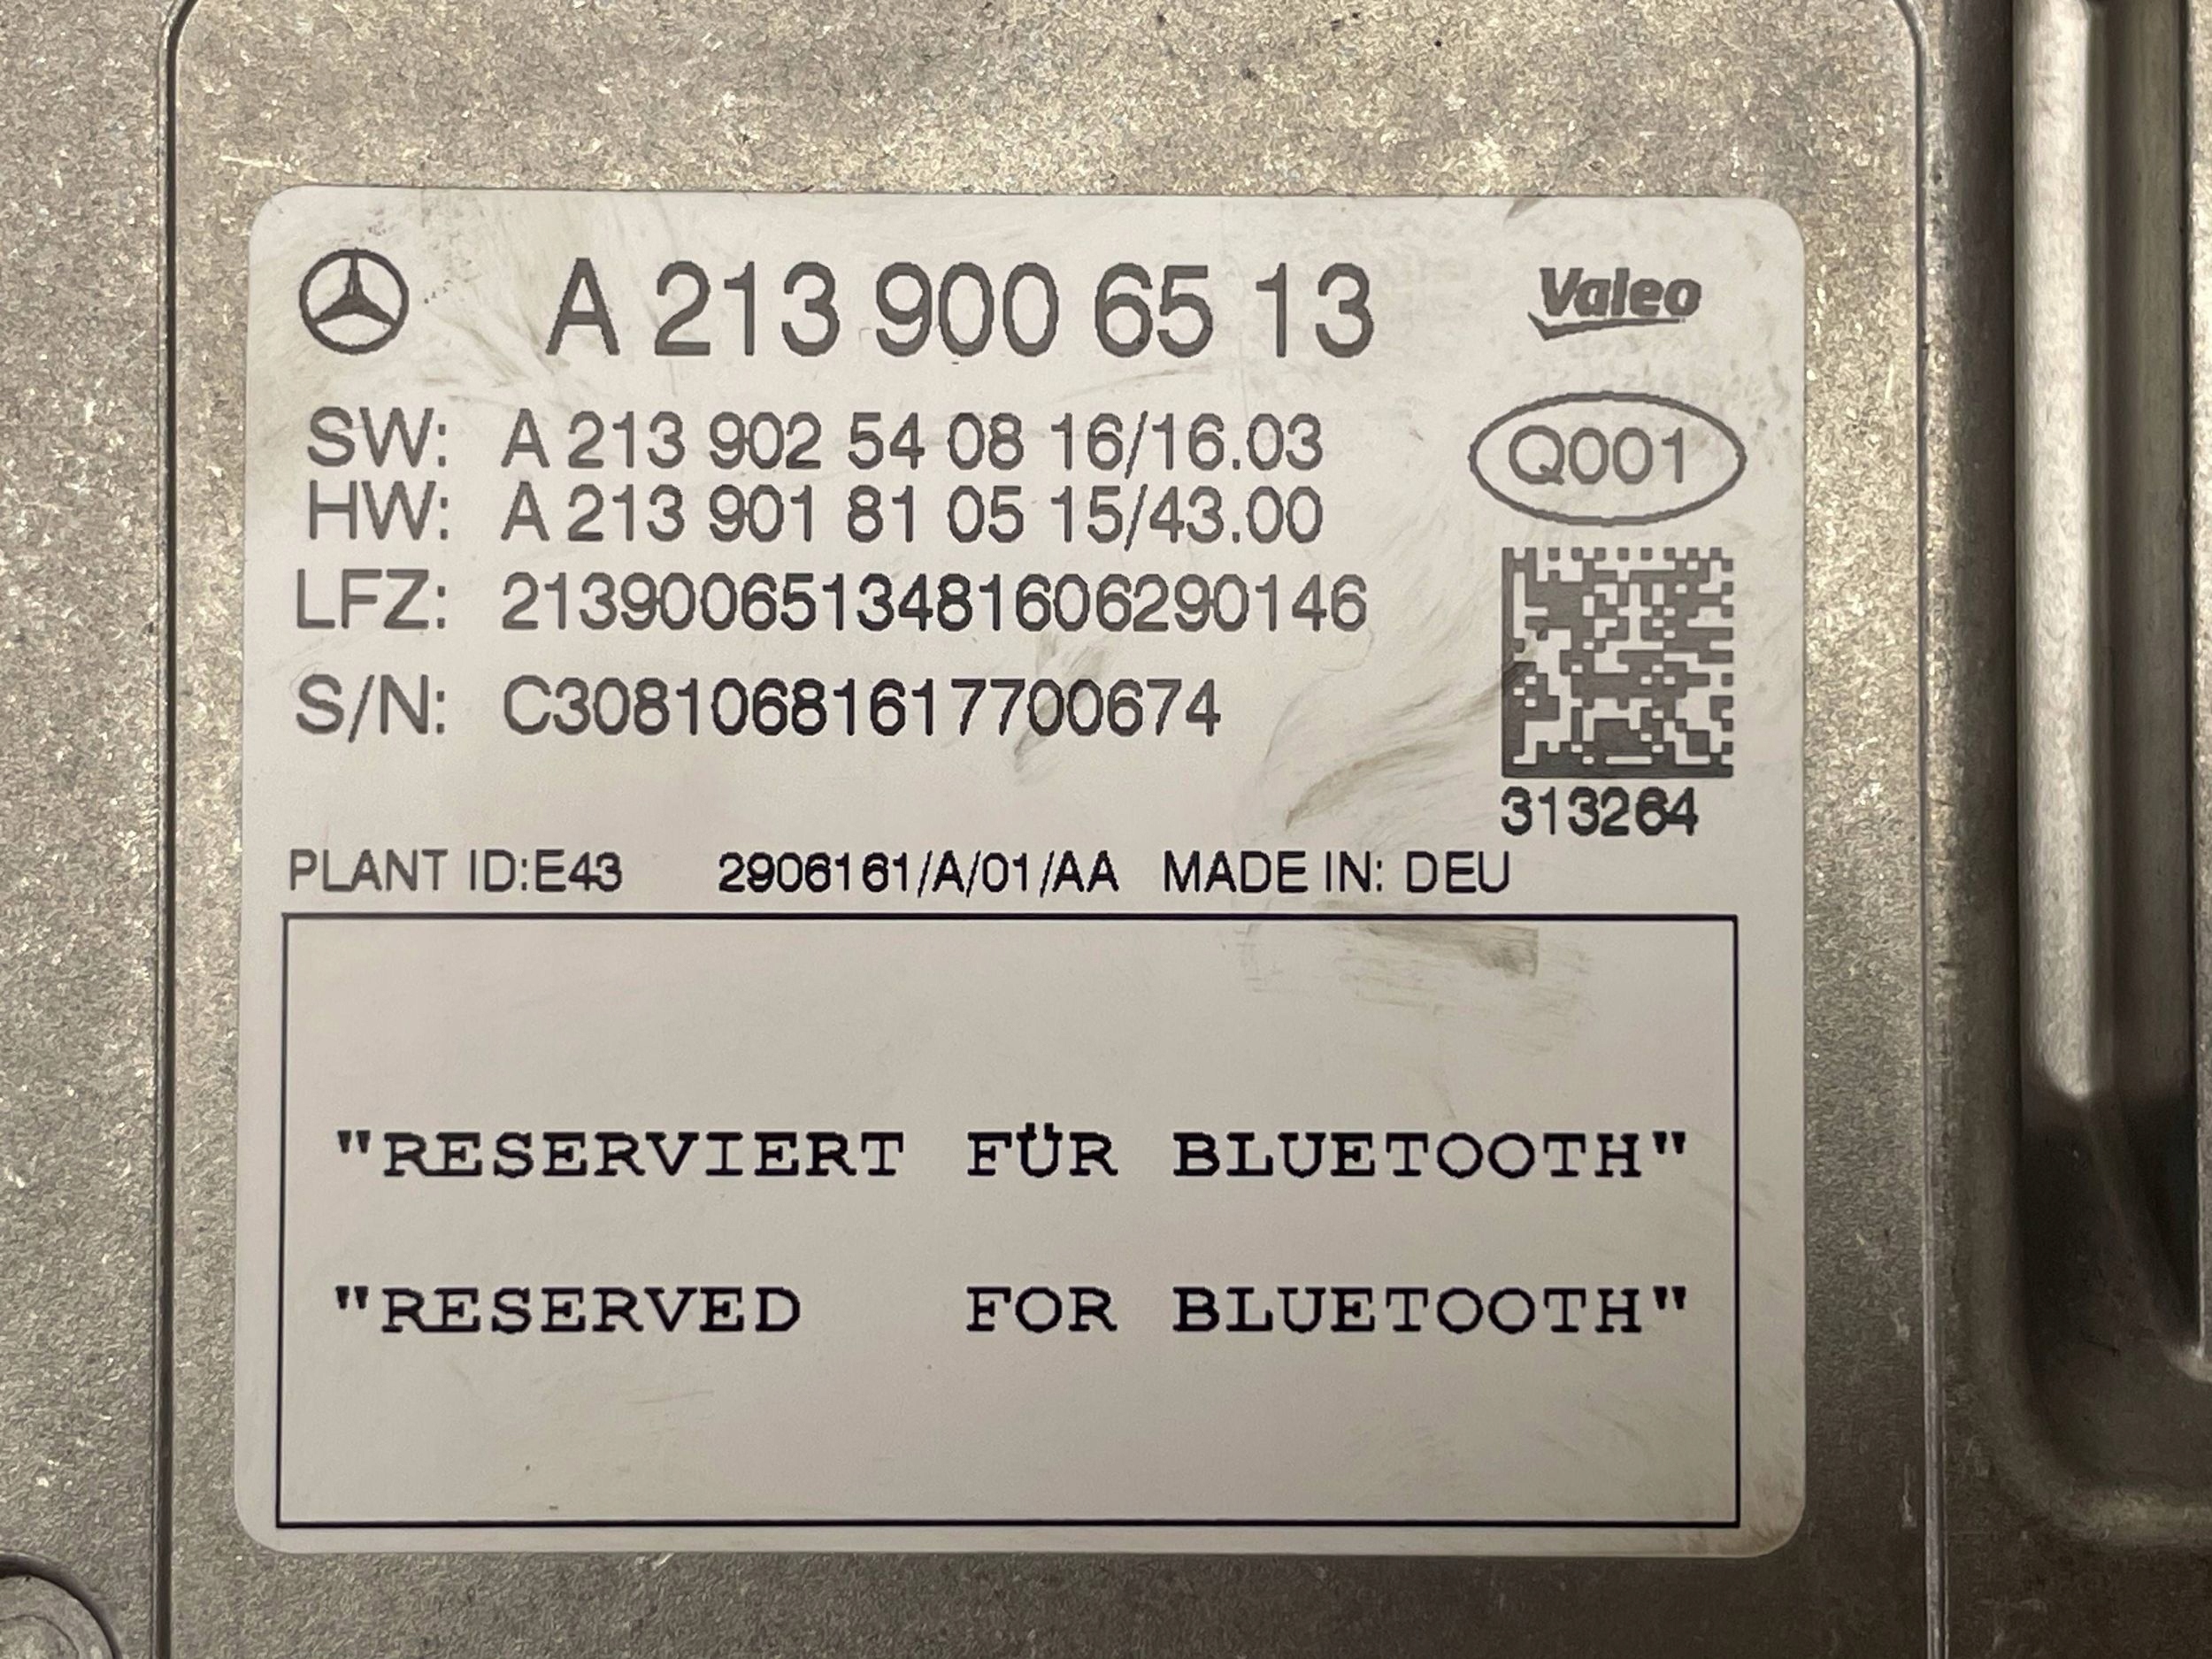 A 213 900 65 13
Valeo
SW: A 213 902 54 08 16/16.03
HW: A 213 901 81 05 15/43.00
Q001
LFZ: 2139006513481606290146
S/N: C30810681617700674
313264
PLANT ID:E43 2906161/A/01/AA MADE IN: DEU
"RESERVIERT FÜR BLUETOOTH"
"RESERVED FOR BLUETOOTH"